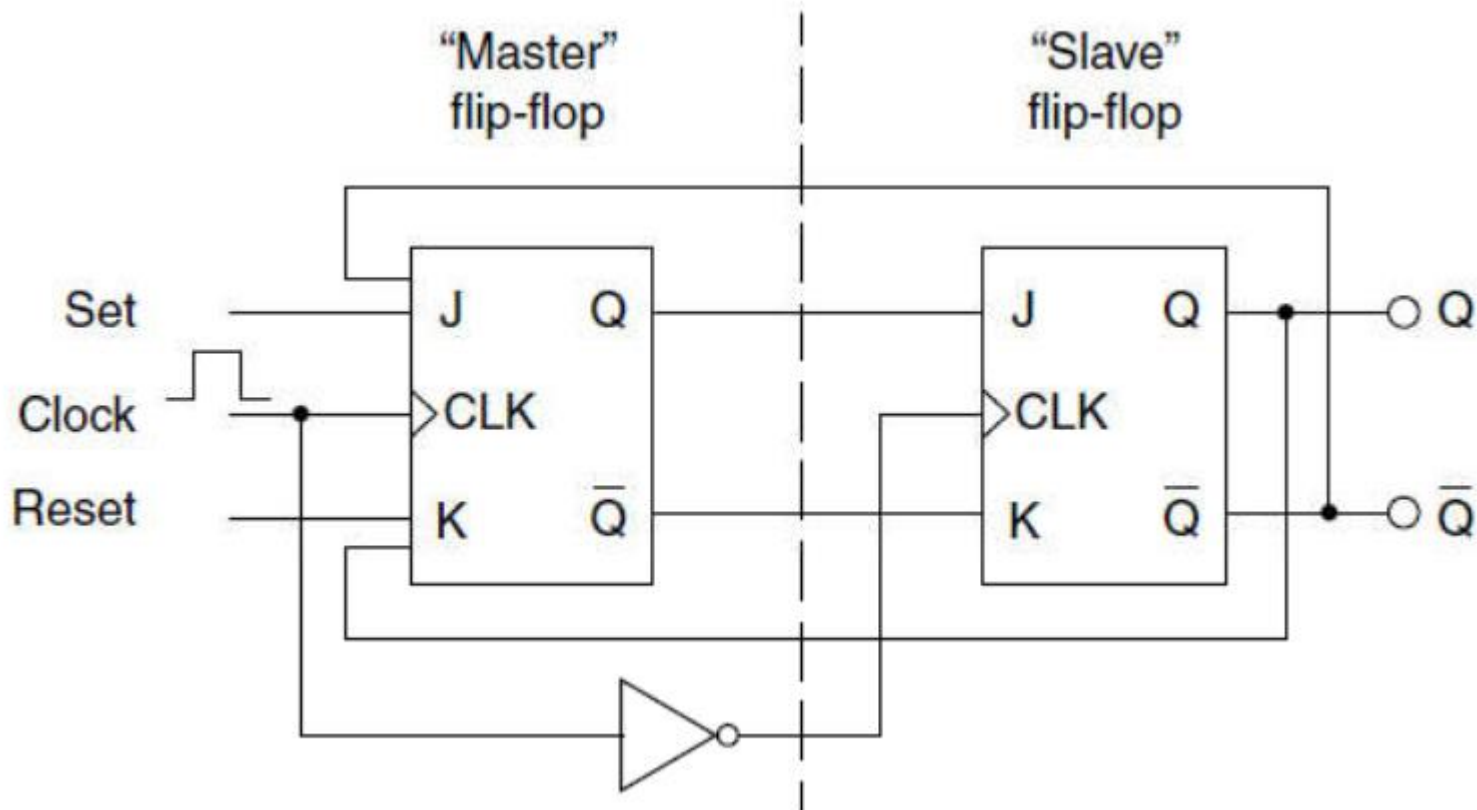 “Master”
flip-flop
“Slave”
flip-flop
Set
J
Q
J
Q
Q
Clock
CLK
CLK
Reset
K
Q̅
K
Q̅
Q̅